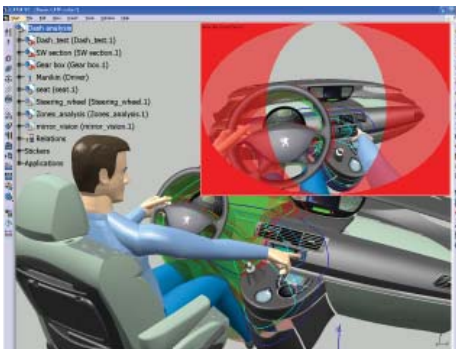 Dash analysis
Dash_test (Dash_test.1)
SW section (SW section.1)
Gear box (Gear box.1)
Manikin (Driver)
seat (seat.1)
Steering_wheel (Steering_wheel.1)
Zones_analysis (Zones_analysis.1)
mirror_vision (mirror_vision.1)
Relations
Stickers
Applications